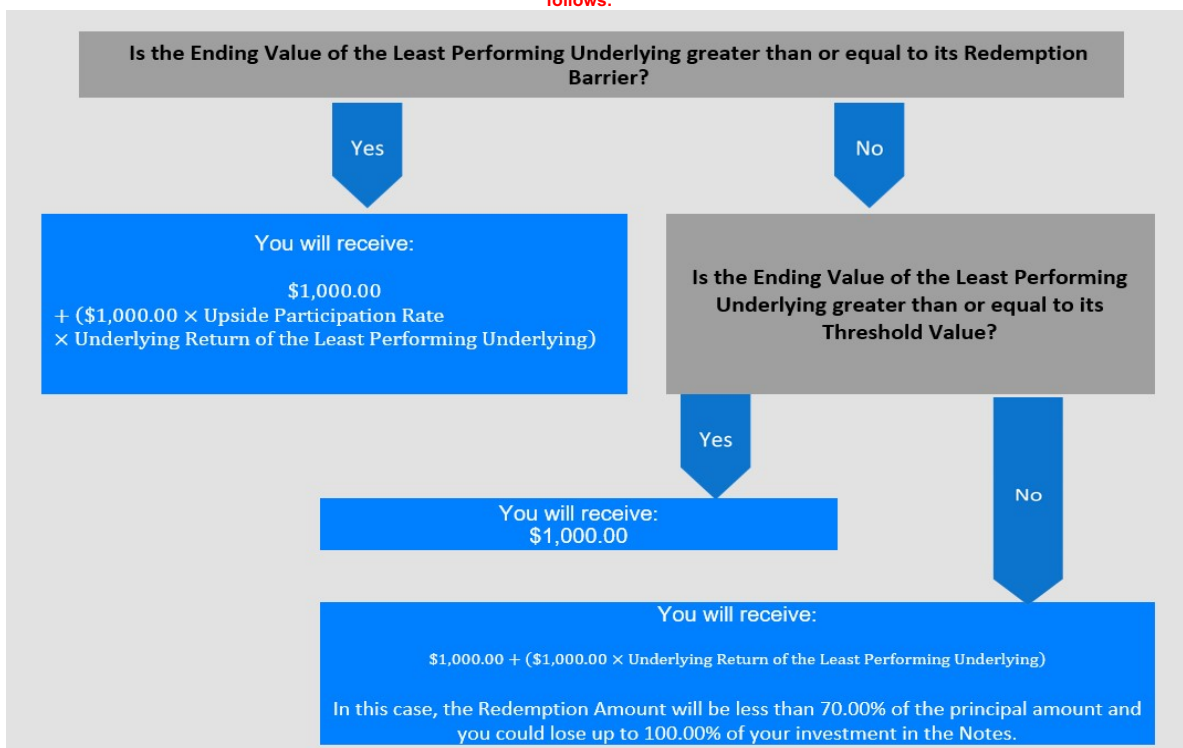 follows:
Is the Ending Value of the Least Performing Underlying greater than or equal to its Redemption
Barrier?
Yes
No
You will receive:
$1,000.00
+ ($1,000.00 × Upside Participation Rate
× Underlying Return of the Least Performing Underlying)
Is the Ending Value of the Least Performing
Underlying greater than or equal to its
Threshold Value?
Yes
No
You will receive:
$1,000.00
You will receive:
$1,000.00 + ($1,000.00 × Underlying Return of the Least Performing Underlying)
In this case, the Redemption Amount will be less than 70.00% of the principal amount and
you could lose up to 100.00% of your investment in the Notes.